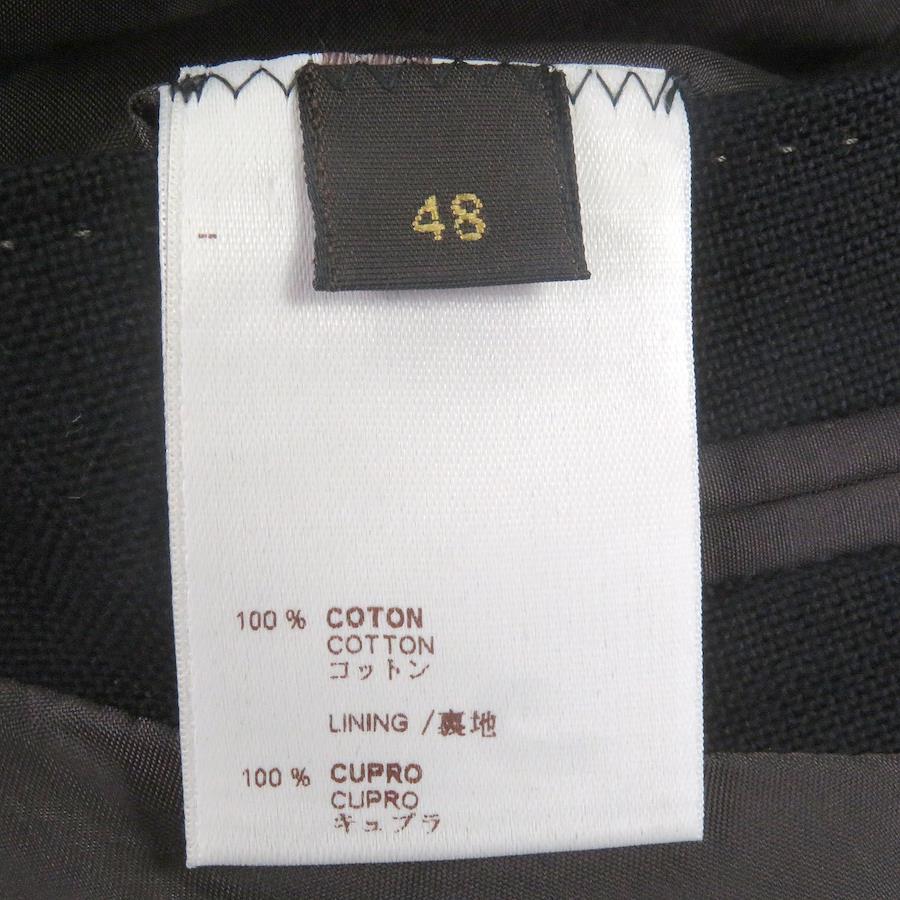 48
100 % COTON
COTTON
コットン
LINING / 裏地
100 % CUPRO
CUPRO
キュプラ